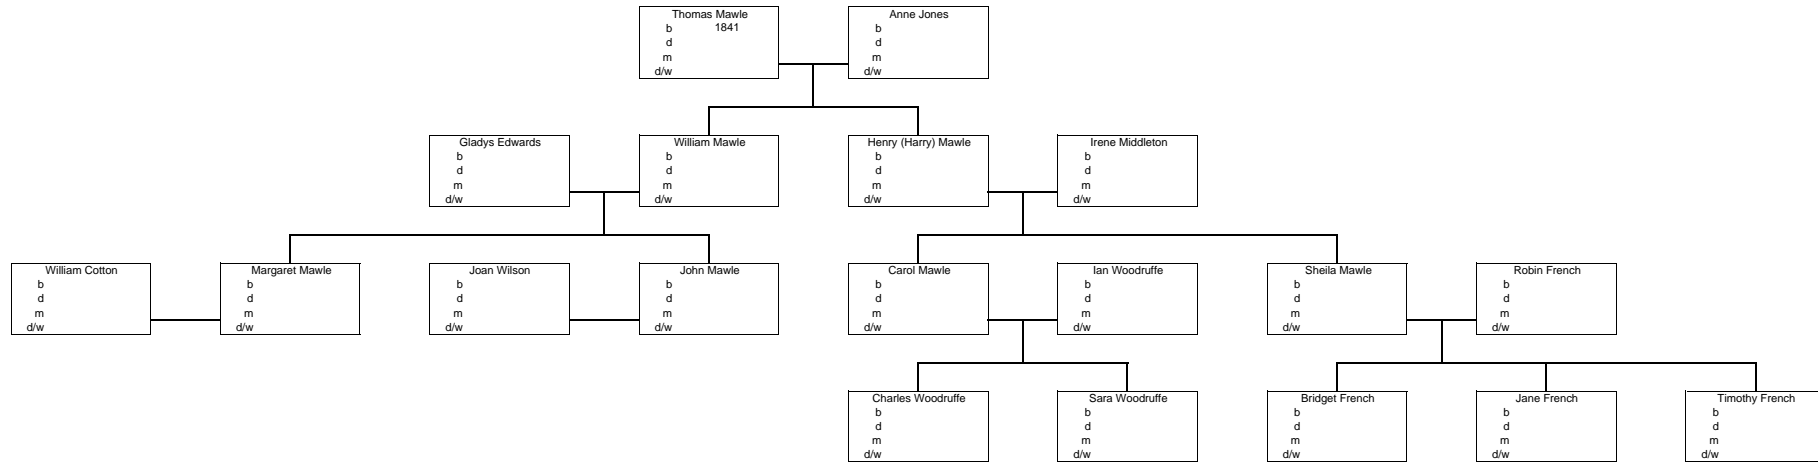 Thomas Mawle
b 1841
d
m
d/w
Anne Jones
b
d
m
d/w
Gladys Edwards
b
d
m
d/w
William Mawle
b
d
m
d/w
Henry (Harry) Mawle
b
d
m
d/w
Irene Middleton
b
d
m
d/w
William Cotton
b
d
m
d/w
Margaret Mawle
b
d
m
d/w
Joan Wilson
b
d
m
d/w
John Mawle
b
d
m
d/w
Carol Mawle
b
d
m
d/w
Ian Woodruffe
b
d
m
d/w
Sheila Mawle
b
d
m
d/w
Robin French
b
d
m
d/w
Charles Woodruffe
b
d
m
d/w
Sara Woodruffe
b
d
m
d/w
Bridget French
b
d
m
d/w
Jane French
b
d
m
d/w
Timothy French
b
d
m
d/w